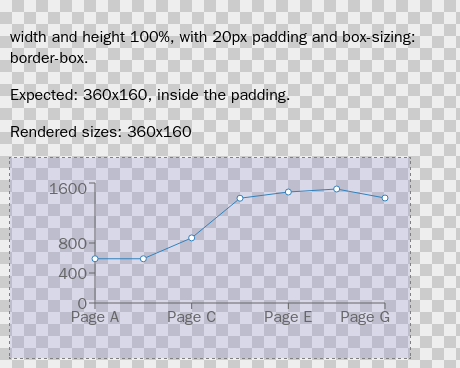 width and height 100%, with 20px padding and box-sizing:
border-box.
Expected: 360x160, inside the padding.
Rendered sizes: 360x160
1600
800
400
0
Page A Page C Page E Page G